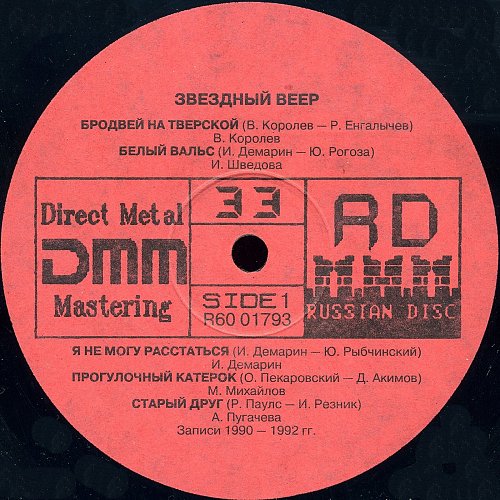 ЗВЕЗДНЫЙ ВЕЕР
БРОДВЕЙ НА ТВЕРСКОЙ (В. Королев — Р. Енгалычев)
В. Королев
БЕЛЫЙ ВАЛЬС (И. Демарин — Ю. Рогоза)
И. Шведова
Direct Metal
DMM
Mastering
33
SIDE 1
R60 01793
RD
RUSSIAN DISC
Я НЕ МОГУ РАССТАТЬСЯ (И. Демарин — Ю. Рыбчинский)
И. Демарин
ПРОГУЛОЧНЫЙ КАТЕРОК (О. Пекаровский — Д. Акимов)
М. Михайлов
СТАРЫЙ ДРУГ (Р. Паулс — И. Резник)
А. Пугачева
Записи 1990 — 1992 гг.